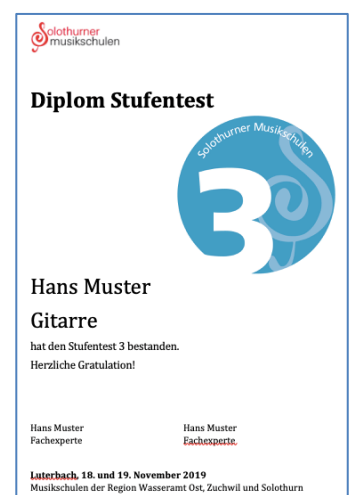 Solothurner
musikschulen
Diplom Stufentest
Solothurner Musikschulen
3
Hans Muster
Gitarre
hat den Stufentest 3 bestanden.
Herzliche Gratulation!
Hans Muster Hans Muster
Fachexperte Fachexperte
Luterbach, 18. und 19. November 2019
Musikschulen der Region Wasseramt Ost, Zuchwil und Solothurn